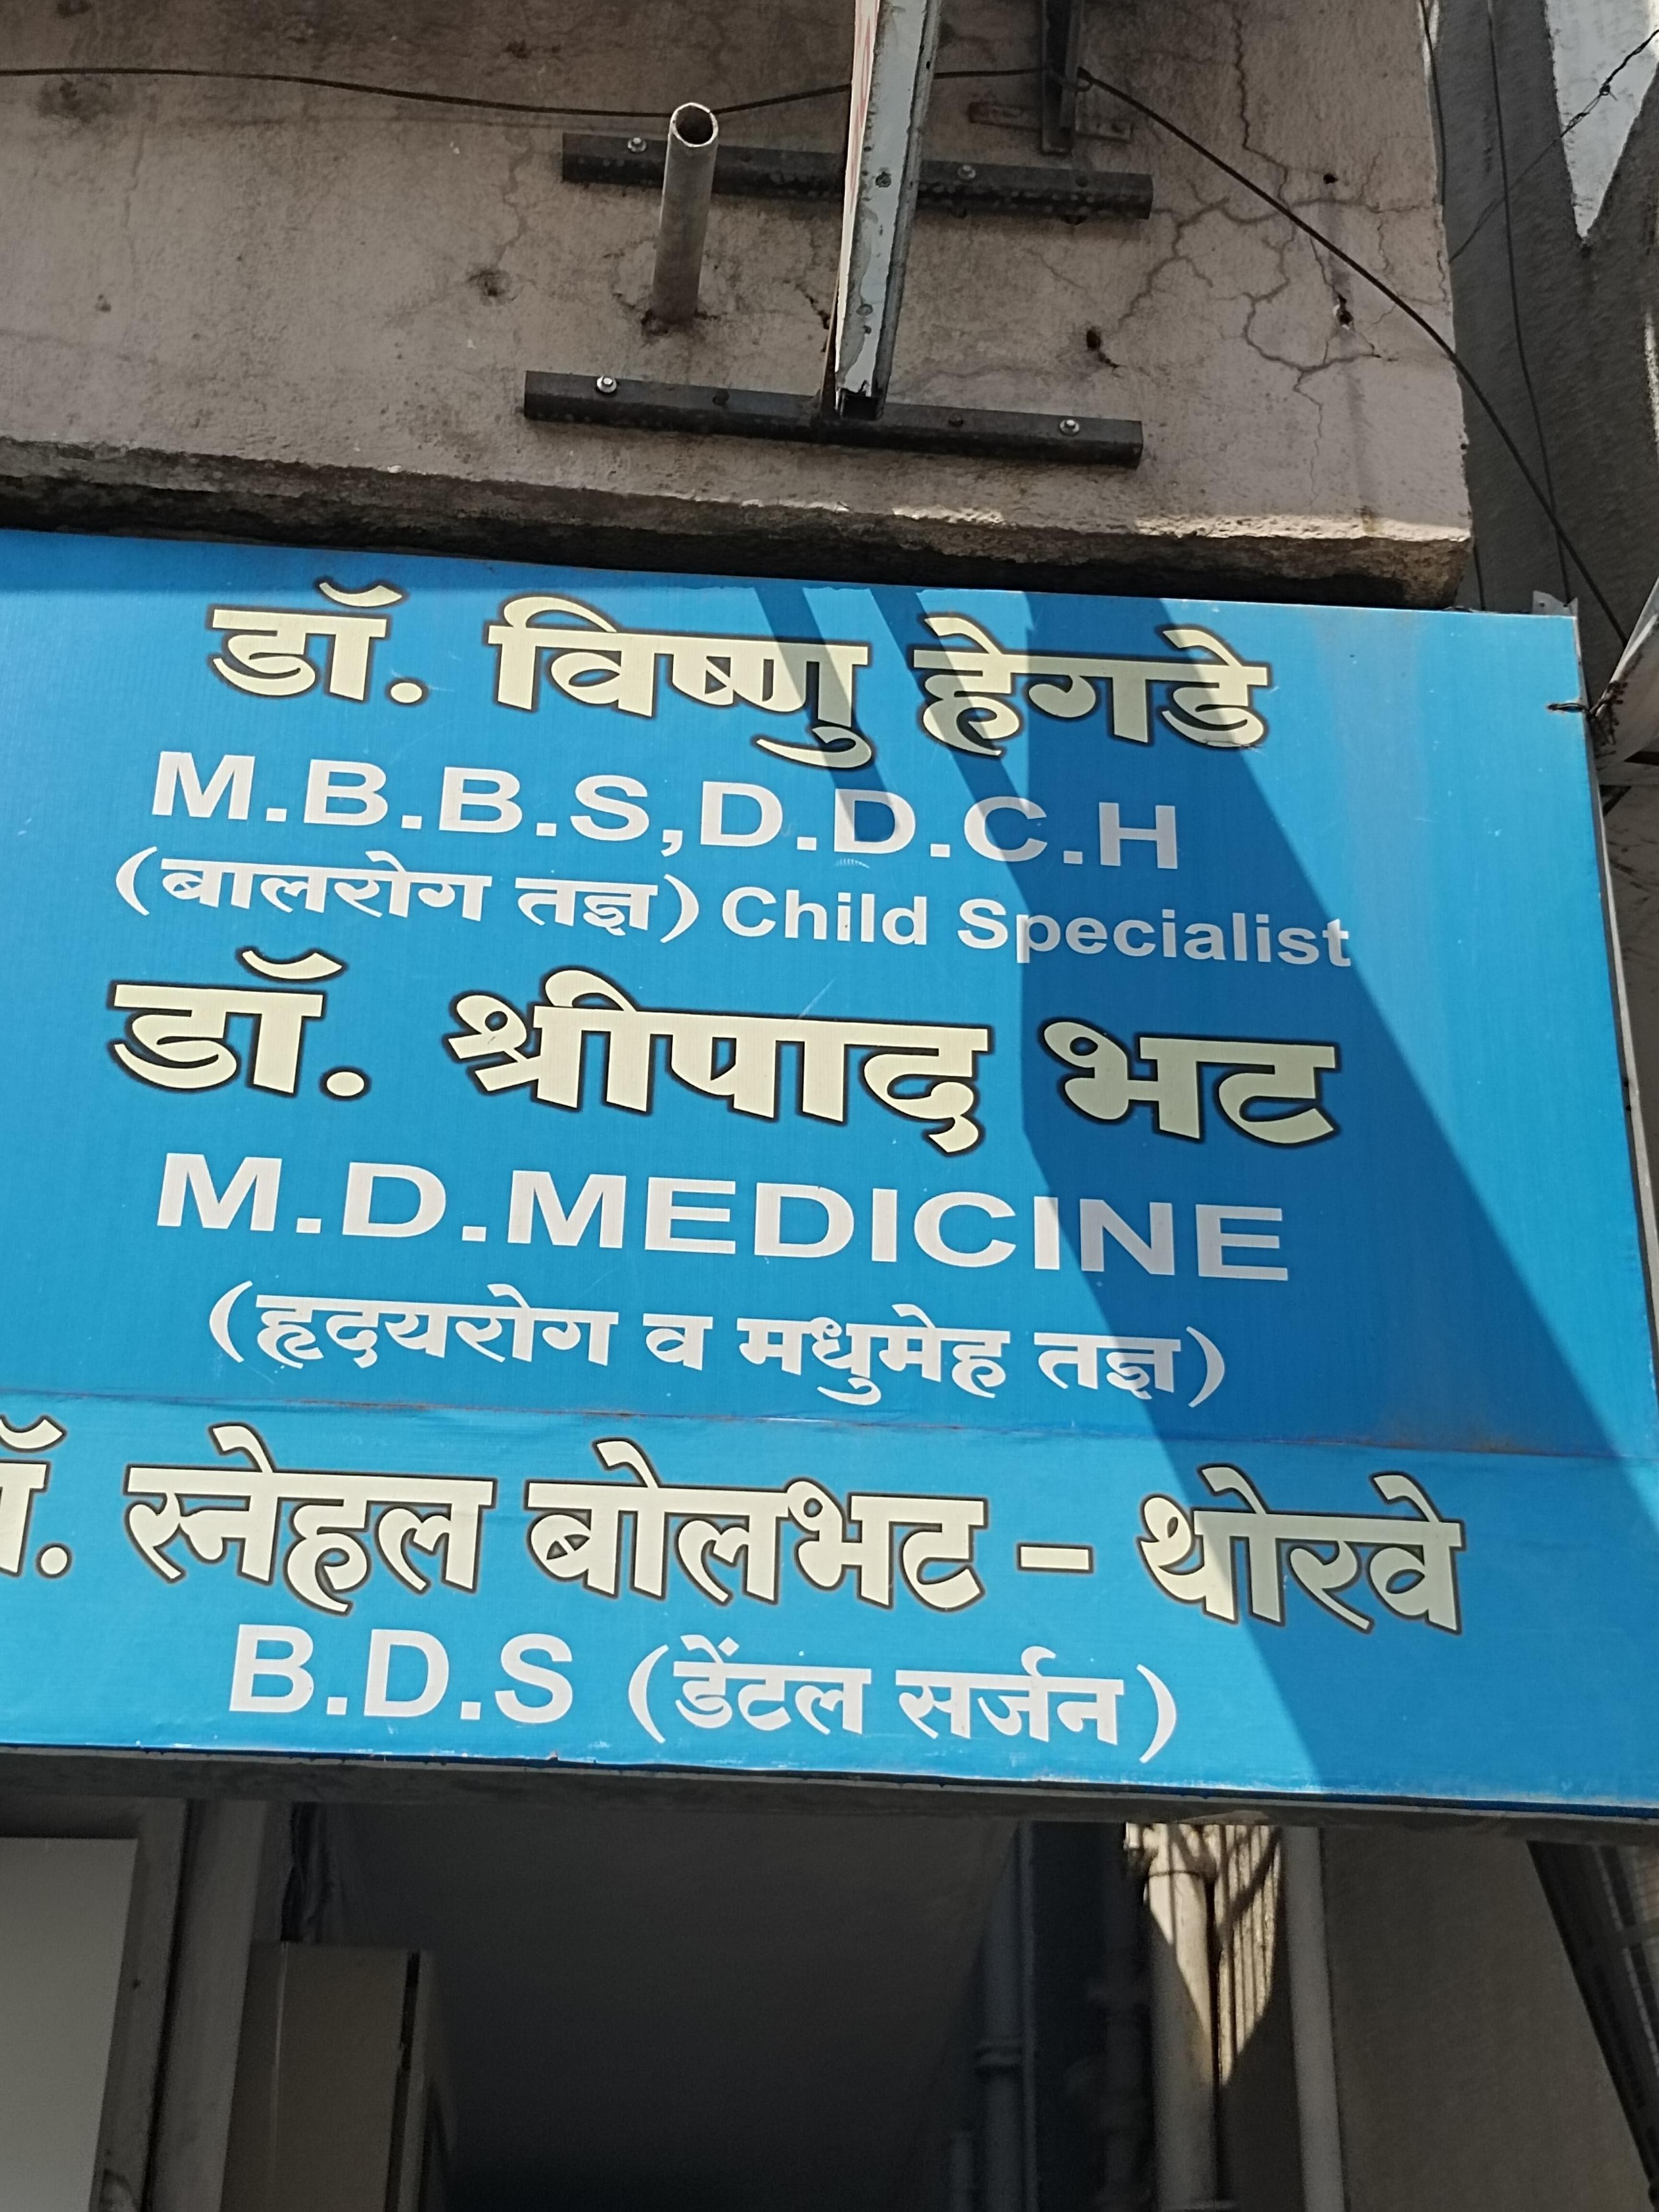 डॉ. विष्णु हेगडे
M.B.B.S,D.D.C.H
(बालरोग तज्ञ) Child Specialist
डॉ. श्रीपाद भट
M.D.MEDICINE
(हृदयरोग व मधुमेह तज्ञ)
डॉ. स्नेहल बोलभट - थोरवे
B.D.S (डेंटल सर्जन)